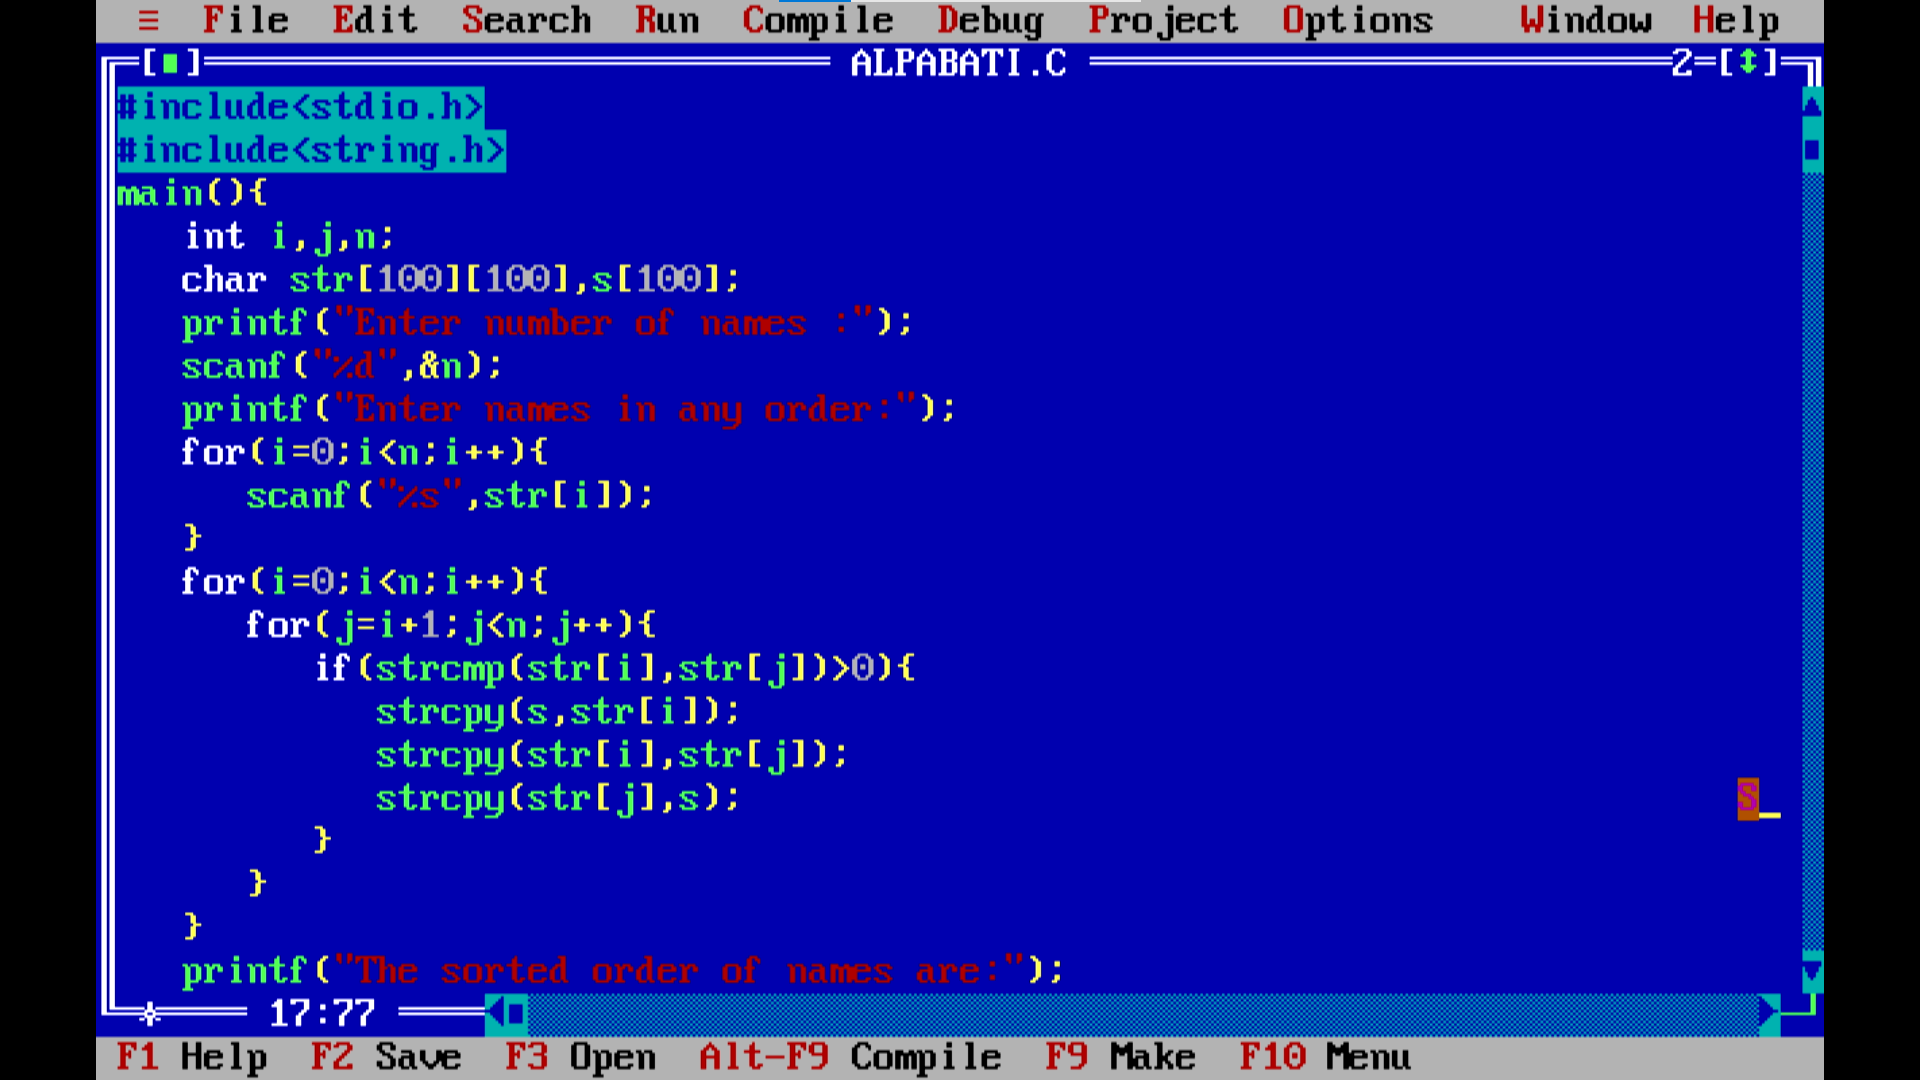 ≡ File Edit Search Run Compile Debug Project Options Window Help
[■] ALPABATI.C 2=[↕]
#include<stdio.h>
#include<string.h>
main(){
int i,j,n;
char str[100][100],s[100];
printf("Enter number of names :");
scanf("%d",&n);
printf("Enter names in any order:");
for(i=0;i<n;i++){
scanf("%s",str[i]);
}
for(i=0;i<n;i++){
for(j=i+1;j<n;j++){
if(strcmp(str[i],str[j])>0){
strcpy(s,str[i]);
strcpy(str[i],str[j]);
strcpy(str[j],s); S_
}
}
}
printf("The sorted order of names are:");
17:77
F1 Help F2 Save F3 Open Alt-F9 Compile F9 Make F10 Menu